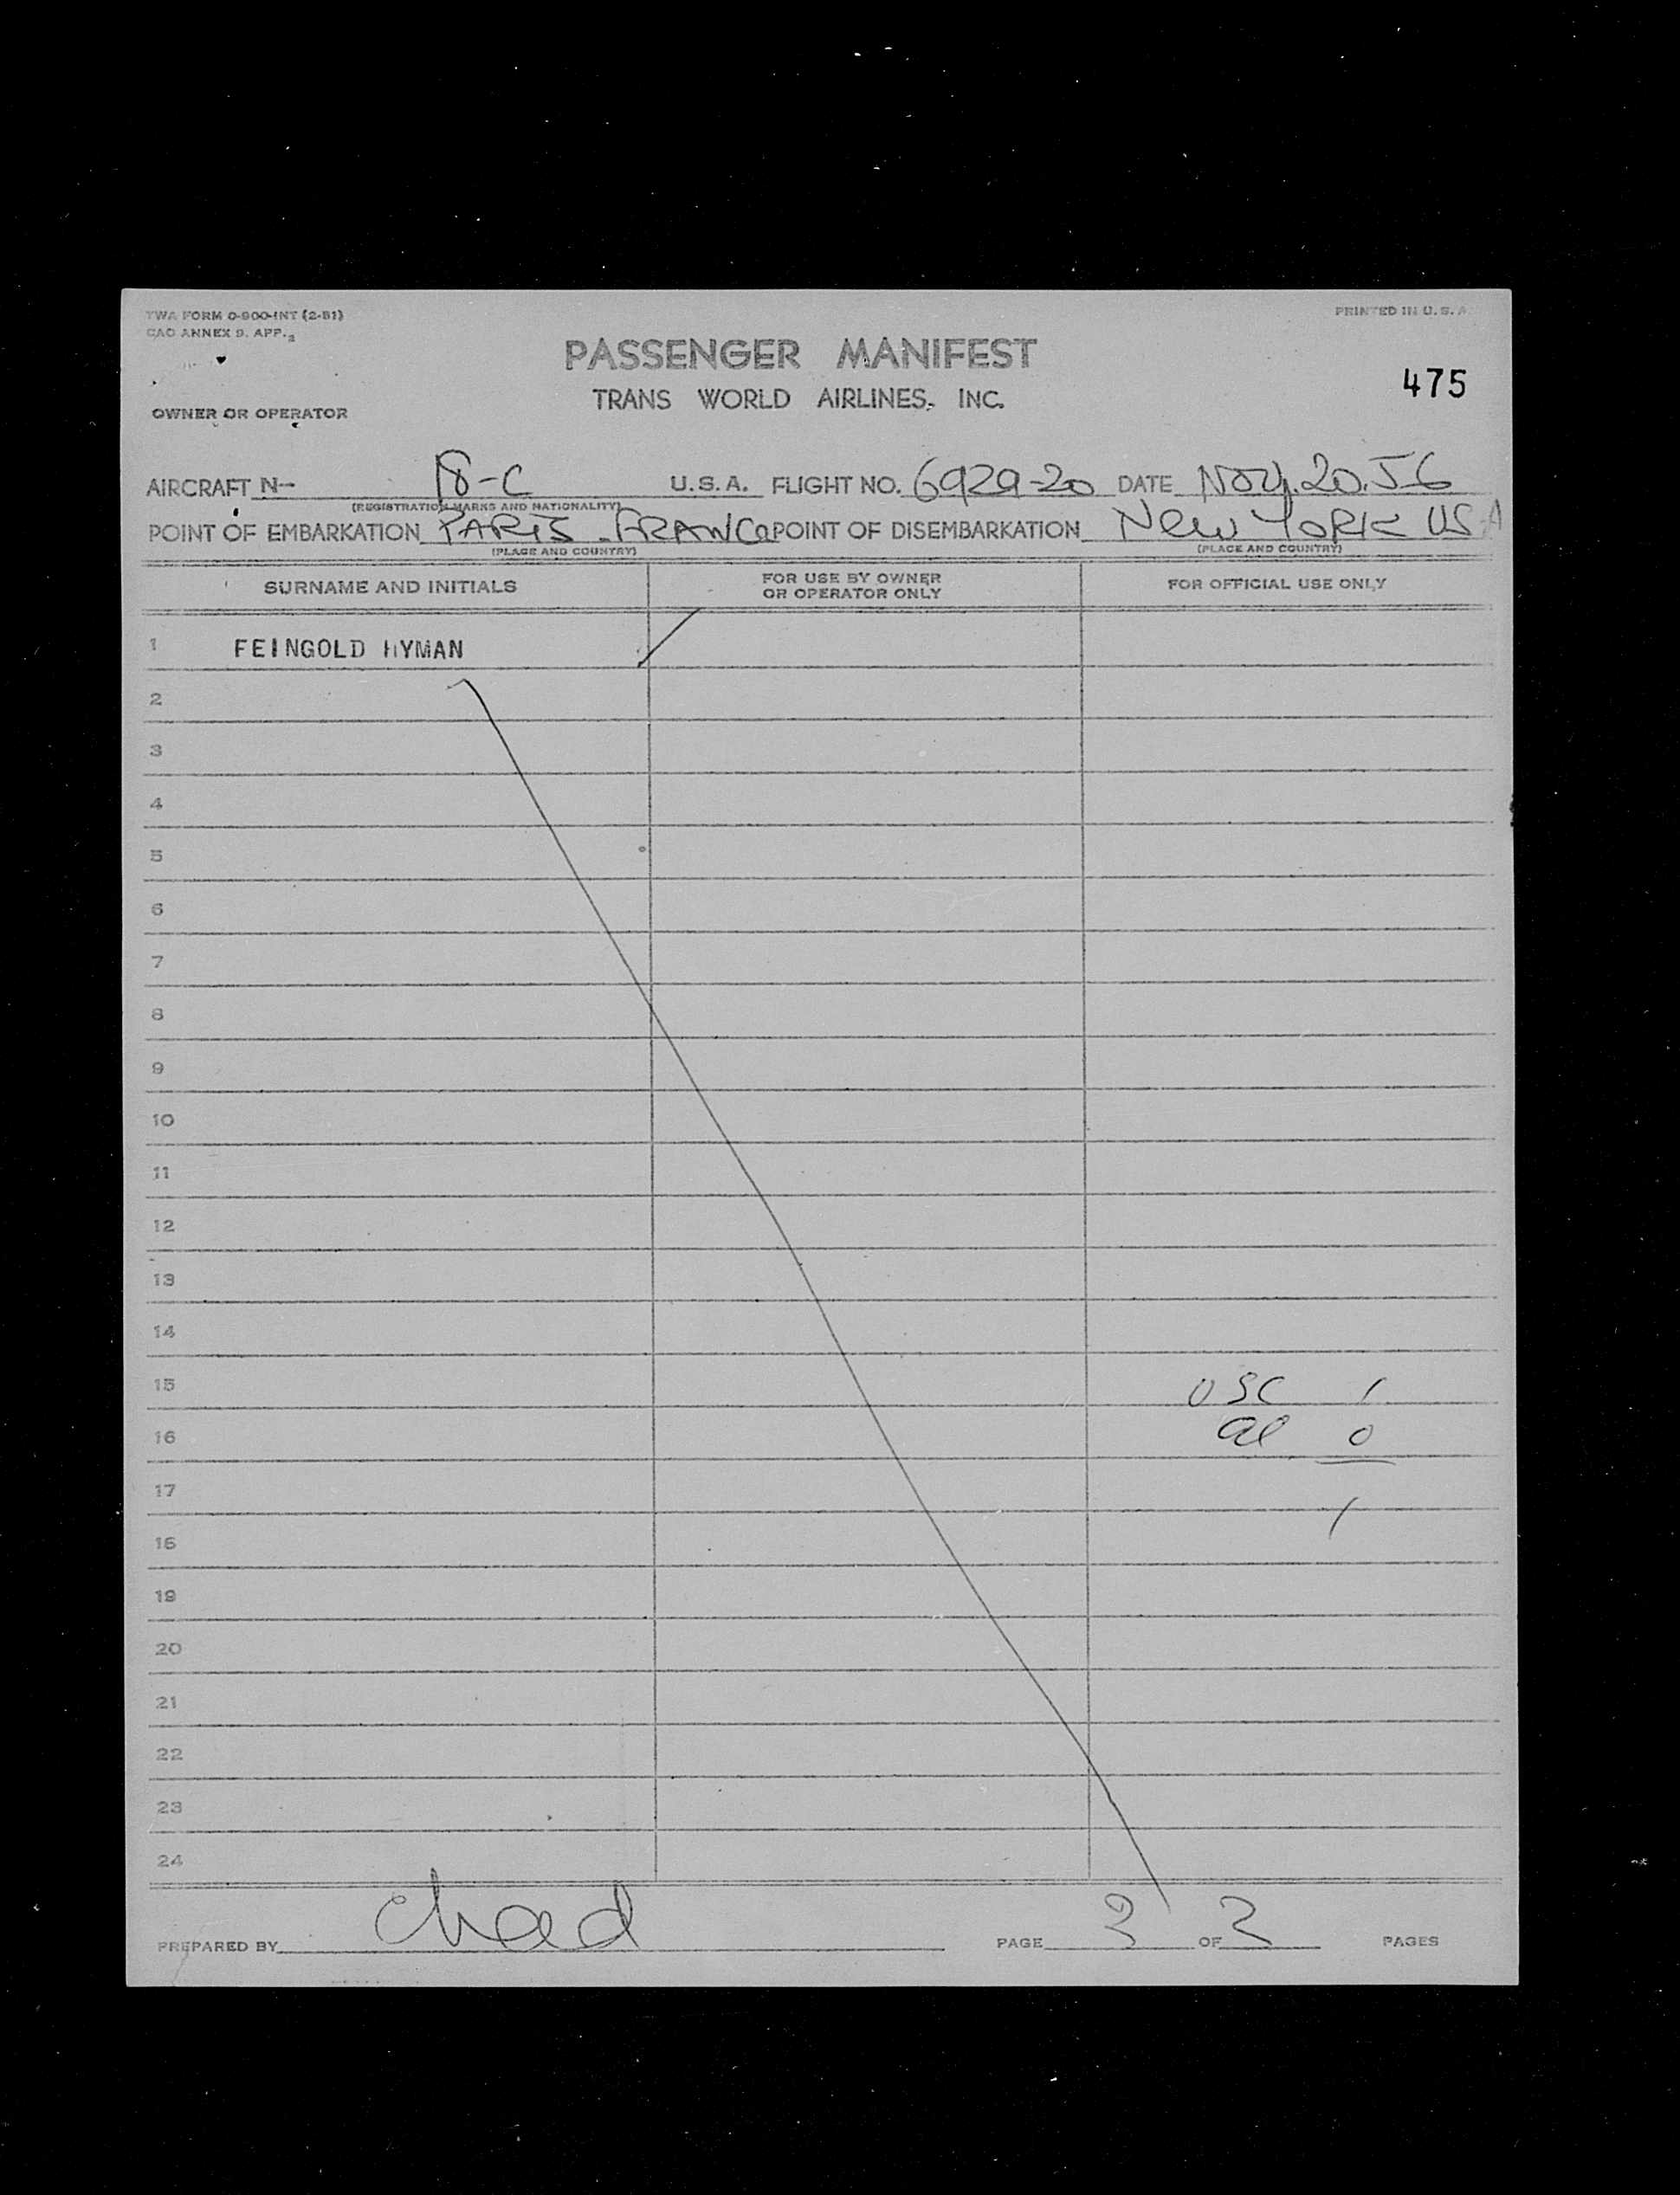 TWA FORM 0-900-INT (2-51)
PRINTED IN U.S.A
CAO ANNEX 9. APP. 2
PASSENGER MANIFEST
475
TRANS WORLD AIRLINES, INC.
OWNER OR OPERATOR
AIRCRAFT N-- 18-C U.S.A. FLIGHT NO. 6929-20 DATE NOV. 20. 56
(REGISTRATION MARKS AND NATIONALITY)
POINT OF EMBARKATION PARIS - FRANCe POINT OF DISEMBARKATION New YORK USA
(PLACE AND COUNTRY) (PLACE AND COUNTRY)
SURNAME AND INITIALS FOR USE BY OWNER OR OPERATOR ONLY FOR OFFICIAL USE ONLY
1 FEINGOLD HYMAN
2
3
4
5
6
7
8
9
10
11
12
13
14
15 USC 1
16 al 0
17 1
18
19
20
21
22
23
24
PREPARED BY PAGE 2 OF 2 PAGES